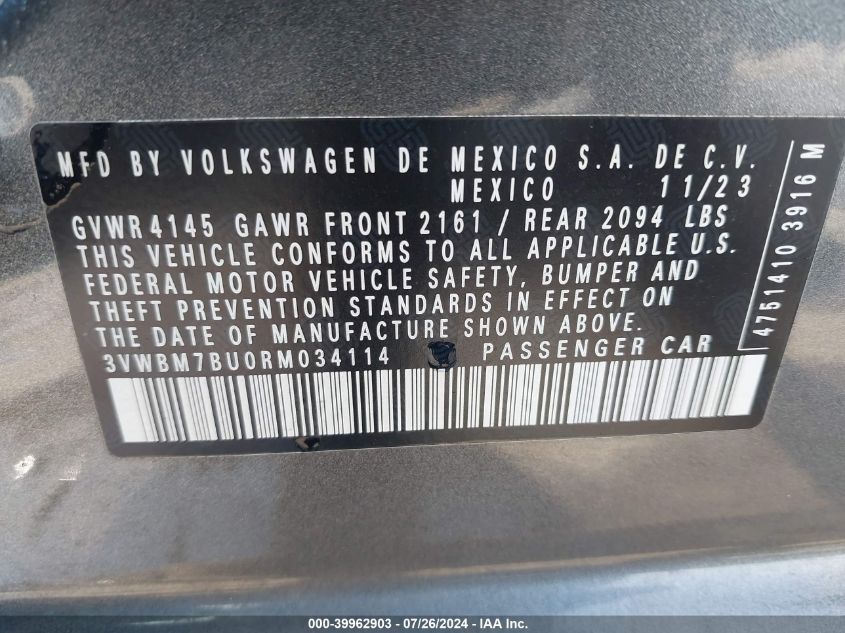 MFD BY VOLKSWAGEN DE MEXICO S.A. DE C.V.
MEXICO 11/23
GVWR 4145 GAWR FRONT 2161 / REAR 2094 LBS
THIS VEHICLE CONFORMS TO ALL APPLICABLE U.S.
FEDERAL MOTOR VEHICLE SAFETY, BUMPER AND
THEFT PREVENTION STANDARDS IN EFFECT ON
THE DATE OF MANUFACTURE SHOWN ABOVE.
3VWBM7BU0RM034114 PASSENGER CAR
4751410 3916 M
000-39962903 - 07/26/2024 - IAA Inc.